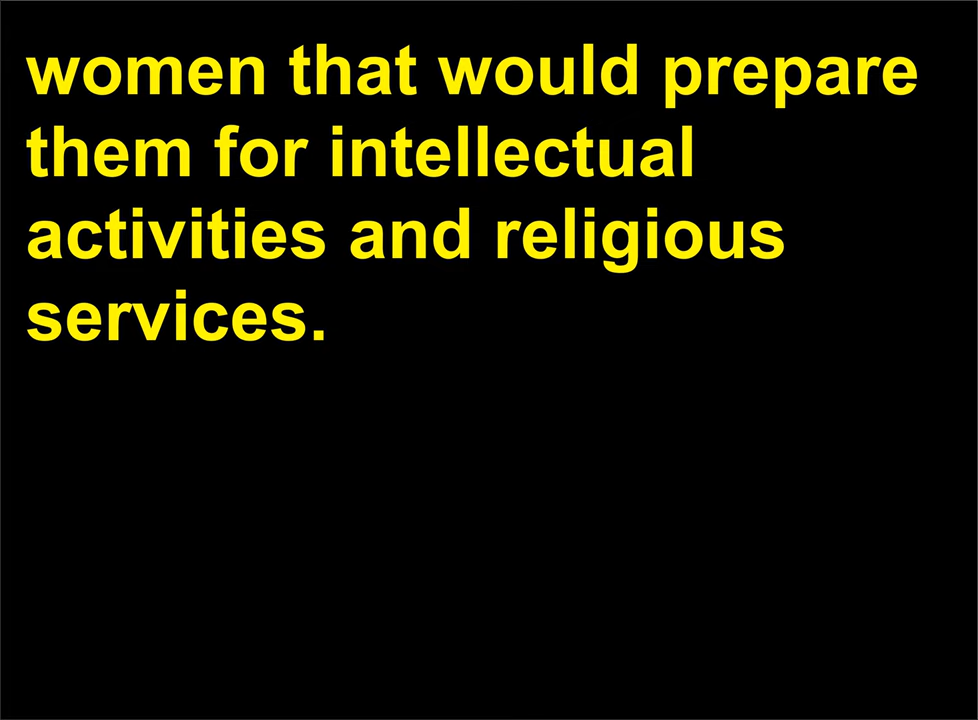 women that would prepare
them for intellectual
activities and religious
services.